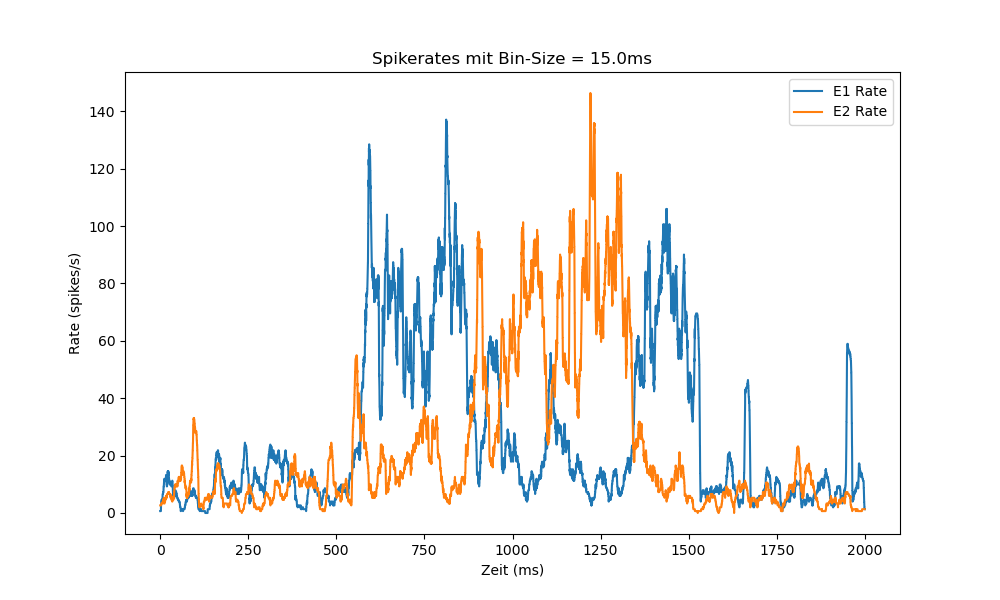 Spikerates mit Bin-Size = 15.0ms
E1 Rate
E2 Rate
140
120
100
80
60
40
20
0
Rate (spikes/s)
0 250 500 750 1000 1250 1500 1750 2000
Zeit (ms)